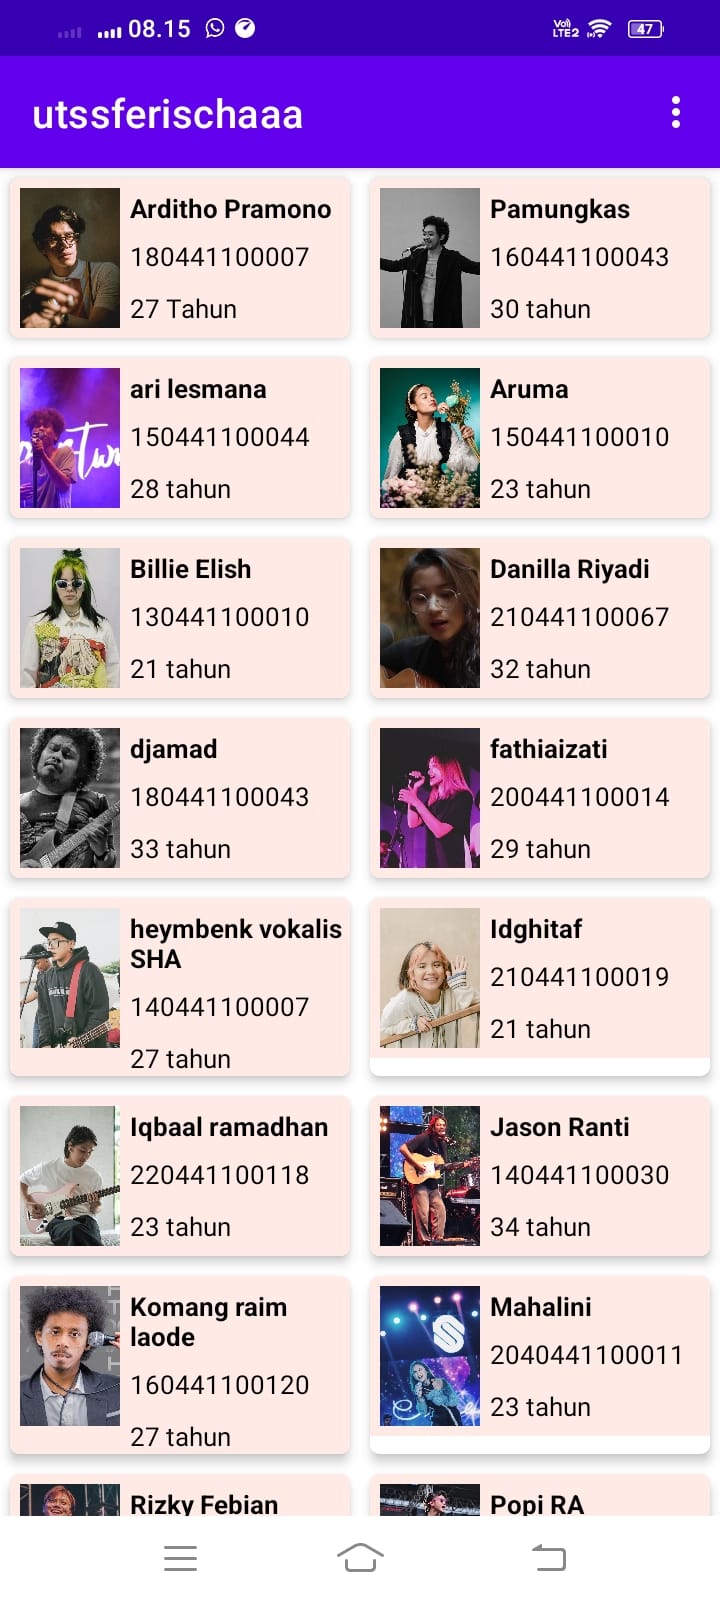 08.15
Vo))
LTE2
47
utssferischaaa
Arditho Pramono
180441100007
27 Tahun
Pamungkas
160441100043
30 tahun
ari lesmana
150441100044
28 tahun
Aruma
150441100010
23 tahun
Billie Elish
130441100010
21 tahun
Danilla Riyadi
210441100067
32 tahun
djamad
180441100043
33 tahun
fathiaizati
200441100014
29 tahun
heymbenk vokalis
SHA
140441100007
27 tahun
Idghitaf
210441100019
21 tahun
Iqbaal ramadhan
220441100118
23 tahun
Jason Ranti
140441100030
34 tahun
Komang raim
laode
160441100120
27 tahun
Mahalini
2040441100011
23 tahun
Rizky Febian
Popi RA